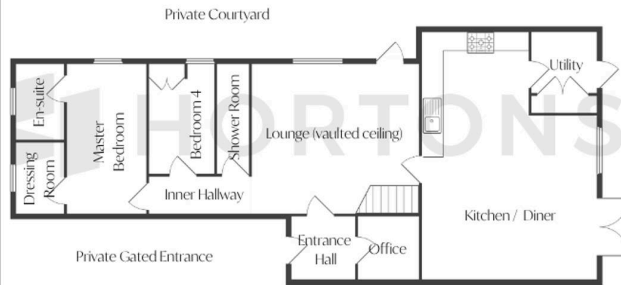 Private Courtyard
Utility
En-suite
Master
Bedroom
Bedroom 4
Shower Room
Lounge (vaulted ceiling)
HORTONS
Dressing
Room
Inner Hallway
Kitchen / Diner
Entrance
Hall
Office
Private Gated Entrance